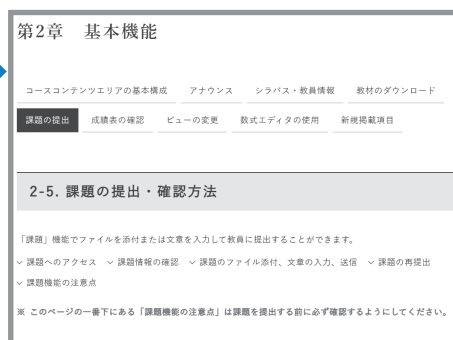 第2章 基本機能
コースコンテンツエリアの基本構成 アナウンス シラバス・教員情報 教材のダウンロード
課題の提出 成績表の確認 ビューの変更 数式エディタの使用 新規掲載項目
2-5. 課題の提出・確認方法
「課題」機能でファイルを添付または文章を入力して教員に提出することができます。
課題へのアクセス 課題情報の確認 課題のファイル添付、文章の入力、送信 課題の再提出
課題機能の注意点
※ このページの一番下にある「課題機能の注意点」は課題を提出する前に必ず確認するようにしてください。